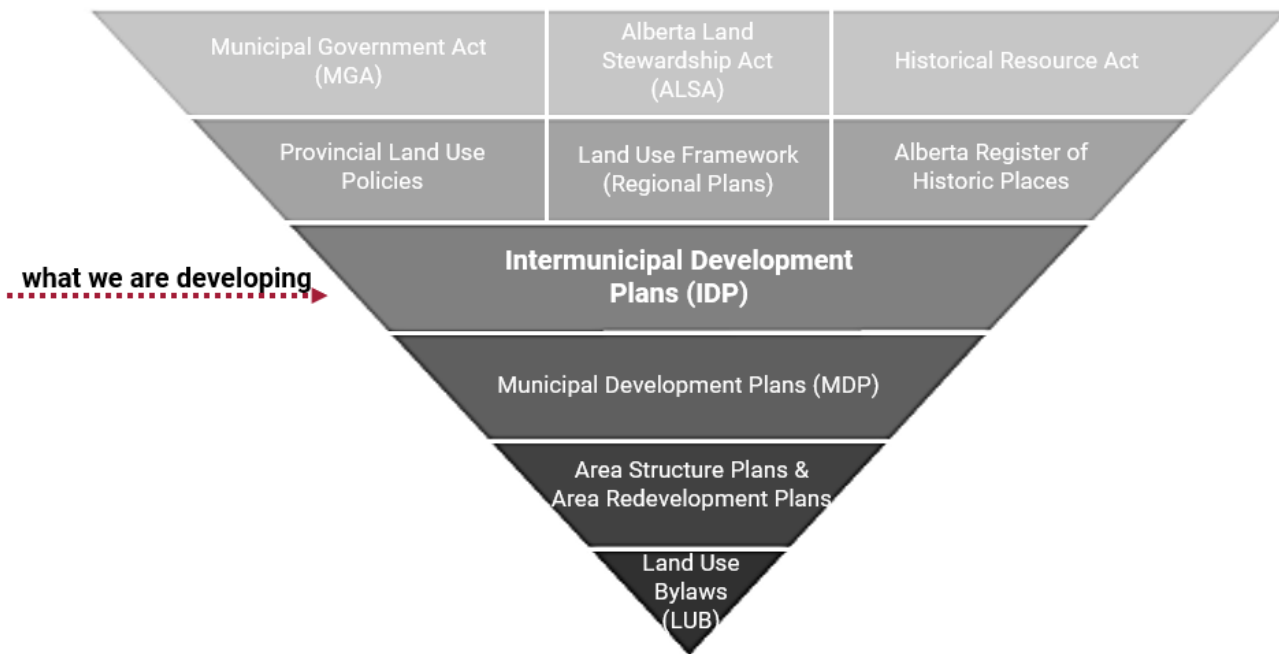 Municipal Government Act
(MGA)
Alberta Land
Stewardship Act
(ALSA)
Historical Resource Act
Provincial Land Use
Policies
Land Use Framework
(Regional Plans)
Alberta Register of
Historic Places
what we are developing
Intermunicipal Development
Plans (IDP)
Municipal Development Plans (MDP)
Area Structure Plans &
Area Redevelopment Plans
Land Use
Bylaws
(LUB)